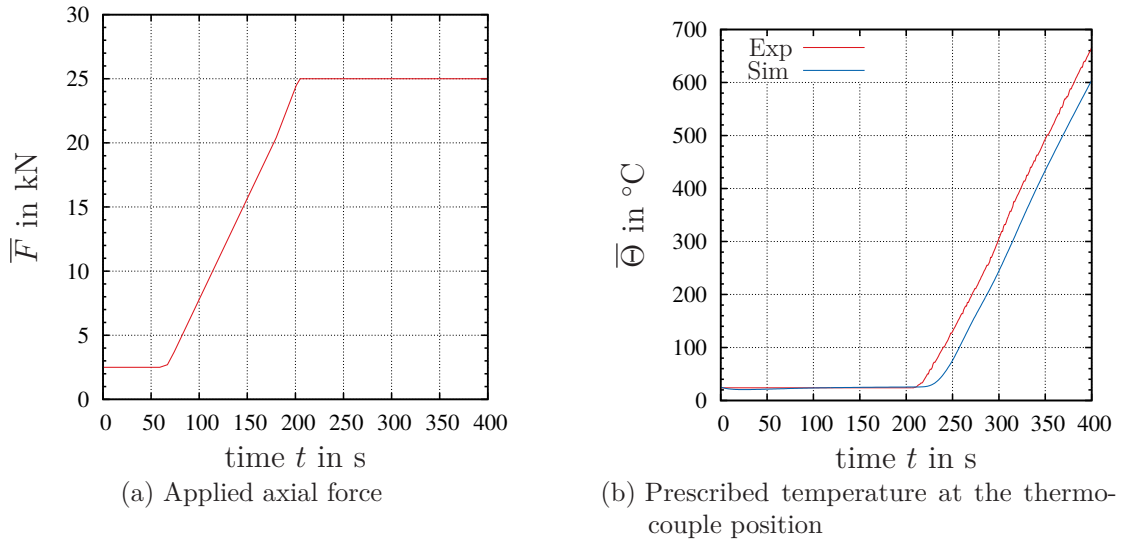 30
25
20
15
10
5
0
F in kN
0 50 100 150 200 250 300 350 400
time t in s
(a) Applied axial force
700
600
500
400
300
200
100
0
Exp
Sim
Θ in °C
0 50 100 150 200 250 300 350 400
time t in s
(b) Prescribed temperature at the thermo-
couple position